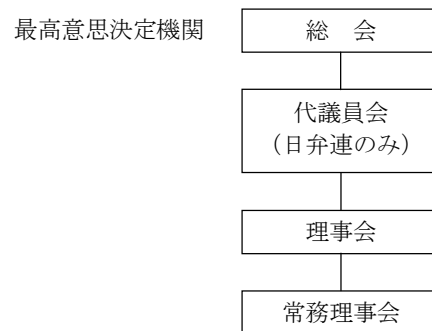 最高意思決定機関
総　会
代議員会
（日弁連のみ）
理事会
常務理事会